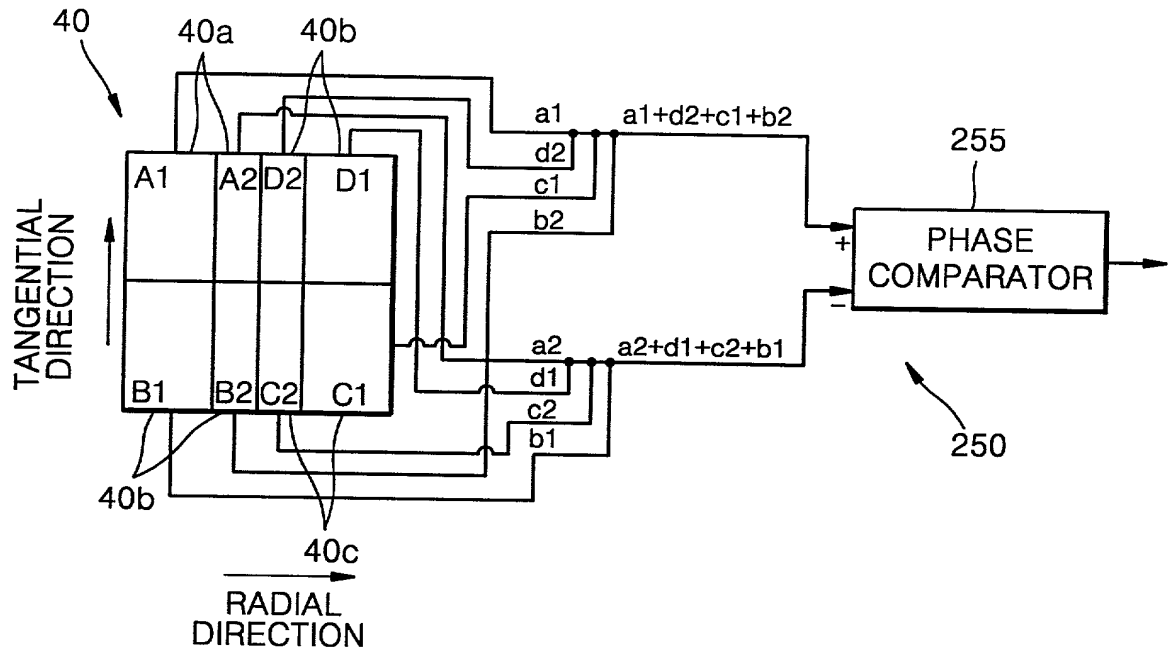 40
40a
40b
a1
a1+d2+c1+b2
d2
c1
b2
255
A1
A2
D2
D1
+
PHASE
COMPARATOR
−
TANGENTIAL
DIRECTION
a2
a2+d1+c2+b1
d1
c2
b1
B1
B2
C2
C1
250
40b
40c
RADIAL
DIRECTION